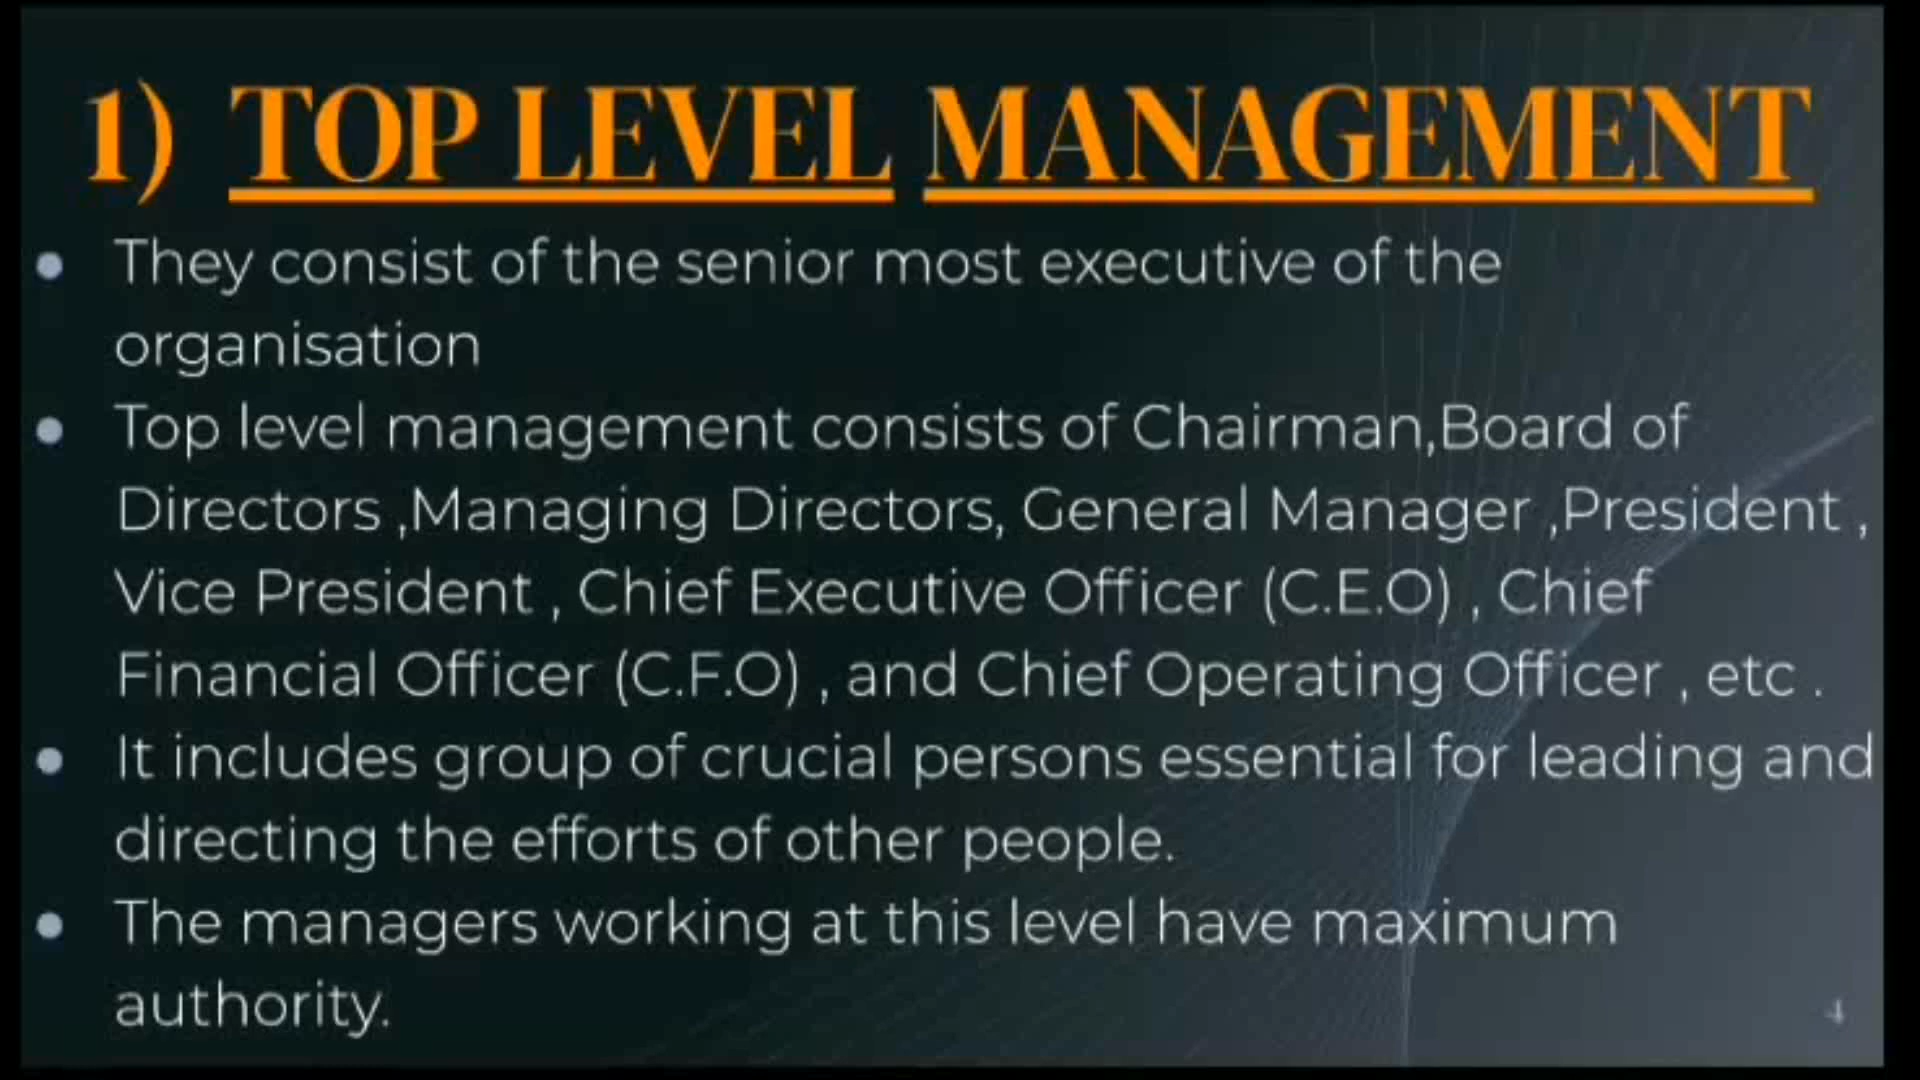 1) TOP LEVEL MANAGEMENT
• They consist of the senior most executive of the
organisation
• Top level management consists of Chairman,Board of
Directors ,Managing Directors, General Manager ,President ,
Vice President , Chief Executive Officer (C.E.O) , Chief
Financial Officer (C.F.O) , and Chief Operating Officer , etc .
• It includes group of crucial persons essential for leading and
directing the efforts of other people.
• The managers working at this level have maximum
authority.
4